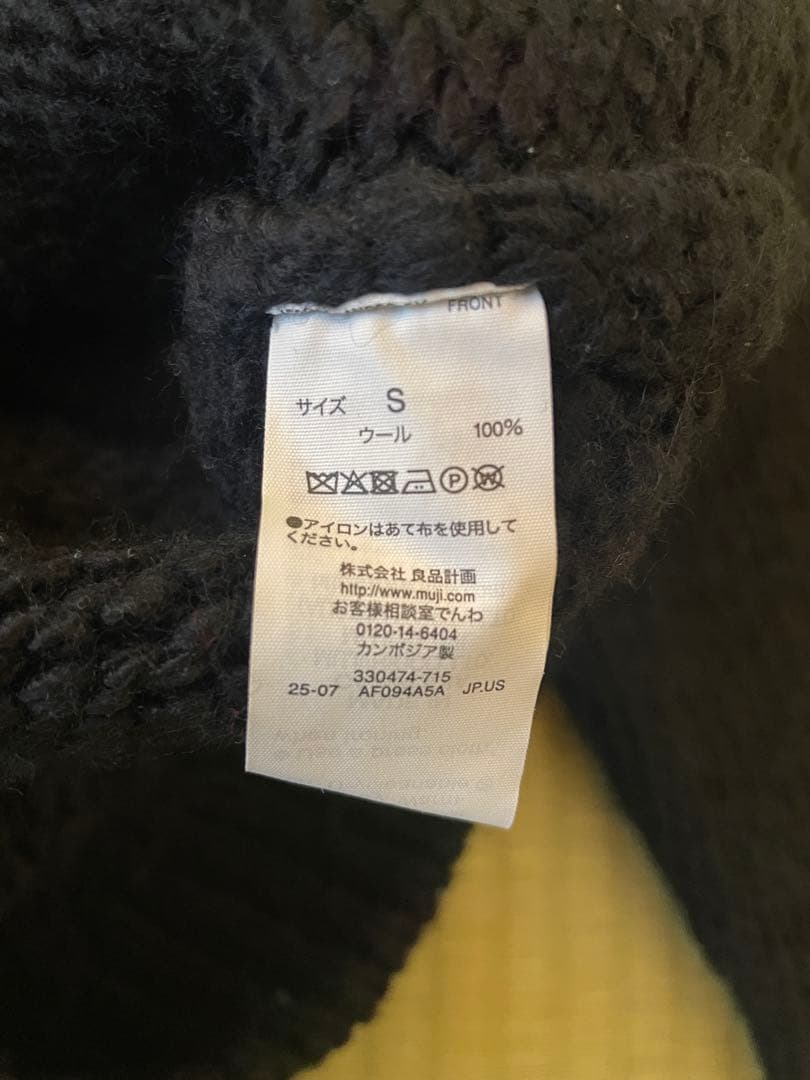 FRONT
サイズ S
ウール 100%
P W
●アイロンはあて布を使用して
ください。
株式会社 良品計画
http://www.muji.com
お客様相談室でんわ
0120-14-6404
カンボジア製
330474-715
25-07 AF094A5A JP.US